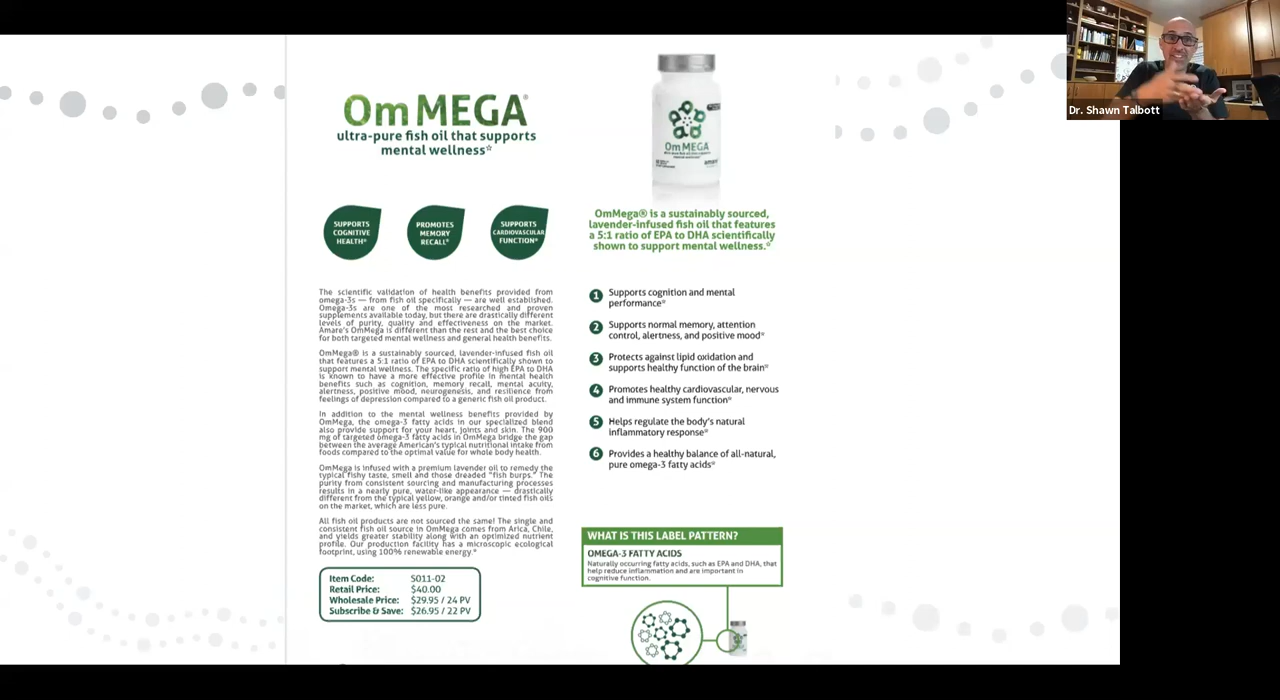 Dr. Shawn Talbott
OmMEGA®
ultra-pure fish oil that supports
mental wellness*
SUPPORTS
COGNITIVE
HEALTH*
PROMOTES
MEMORY
RECALL*
SUPPORTS
CARDIOVASCULAR
FUNCTION*
The scientific validation of health benefits provided from
omega-3s — from fish oil specifically — are well established.
Omega-3s are one of the most researched and proven
supplements available today, but there are drastically different
levels of purity, quality and effectiveness on the market.
Amare's OmMega is different than the rest and the best choice
for both targeted mental wellness and general health benefits.
OmMega® is a sustainably sourced, lavender-infused fish oil
that features a 5:1 ratio of EPA to DHA scientifically shown to
support mental wellness. The specific ratio of high EPA to DHA
is known to have a more effective profile in mental health
benefits such as cognition, memory recall, mental acuity,
alertness, positive mood, neurogenesis, and resilience from
feelings of depression compared to a generic fish oil product.
In addition to the mental wellness benefits provided by
OmMega, the omega-3 fatty acids in our specialized blend
also provide support for your heart, joints and skin. The 900
mg of targeted omega-3 fatty acids in OmMega bridge the gap
between the average American's typical nutritional intake from
foods compared to the optimal value for whole body health.
OmMega is infused with a premium lavender oil to remedy the
typical fishy taste, smell and those dreaded "fish burps." The
purity from consistent sourcing and manufacturing processes
results in a nearly pure, water-like appearance — drastically
different from the typical yellow, orange and/or tinted fish oils
on the market, which are less pure.
All fish oil products are not sourced the same! The single and
consistent fish oil source in OmMega comes from Arica, Chile,
and yields greater stability along with an optimized nutrient
profile. Our production facility has a microscopic ecological
footprint, using 100% renewable energy.*
Item Code: S011-02
Retail Price: $40.00
Wholesale Price: $29.95 / 24 PV
Subscribe & Save: $26.95 / 22 PV
OmMEGA
amare
OmMega® is a sustainably sourced,
lavender-infused fish oil that features
a 5:1 ratio of EPA to DHA scientifically
shown to support mental wellness.*
1 Supports cognition and mental
performance*
2 Supports normal memory, attention
control, alertness, and positive mood*
3 Protects against lipid oxidation and
supports healthy function of the brain*
4 Promotes healthy cardiovascular, nervous
and immune system function*
5 Helps regulate the body's natural
inflammatory response*
6 Provides a healthy balance of all-natural,
pure omega-3 fatty acids*
WHAT IS THIS LABEL PATTERN?
OMEGA-3 FATTY ACIDS
Naturally occurring fatty acids, such as EPA and DHA, that
help reduce inflammation and are important in
cognitive function.